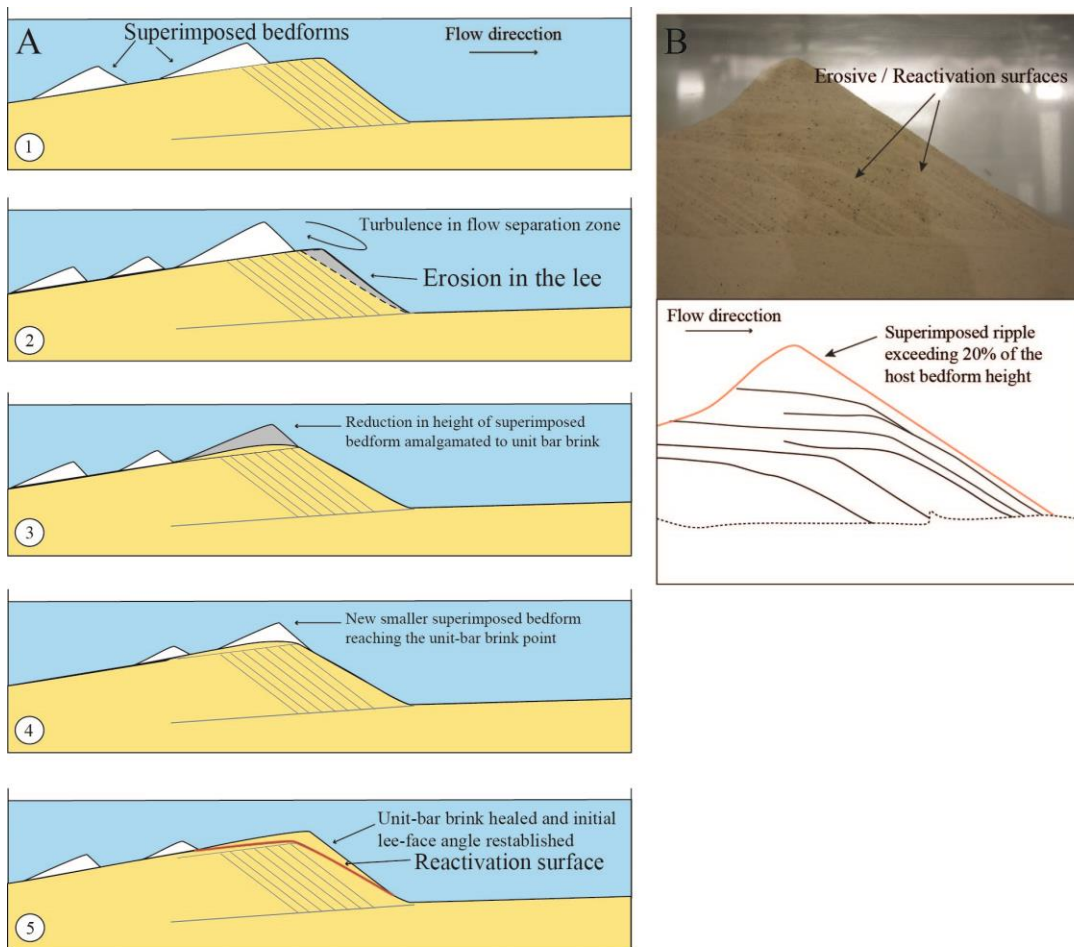 A
Superimposed bedforms
Flow direcction
1
Turbulence in flow separation zone
Erosion in the lee
2
Reduction in height of superimposed
bedform amalgamated to unit bar brink
3
New smaller superimposed bedform
reaching the unit-bar brink point
4
Unit-bar brink healed and initial
lee-face angle restablished
Reactivation surface
5
B
Erosive / Reactivation surfaces
Flow direcction
Superimposed ripple
exceeding 20% of the
host bedform height